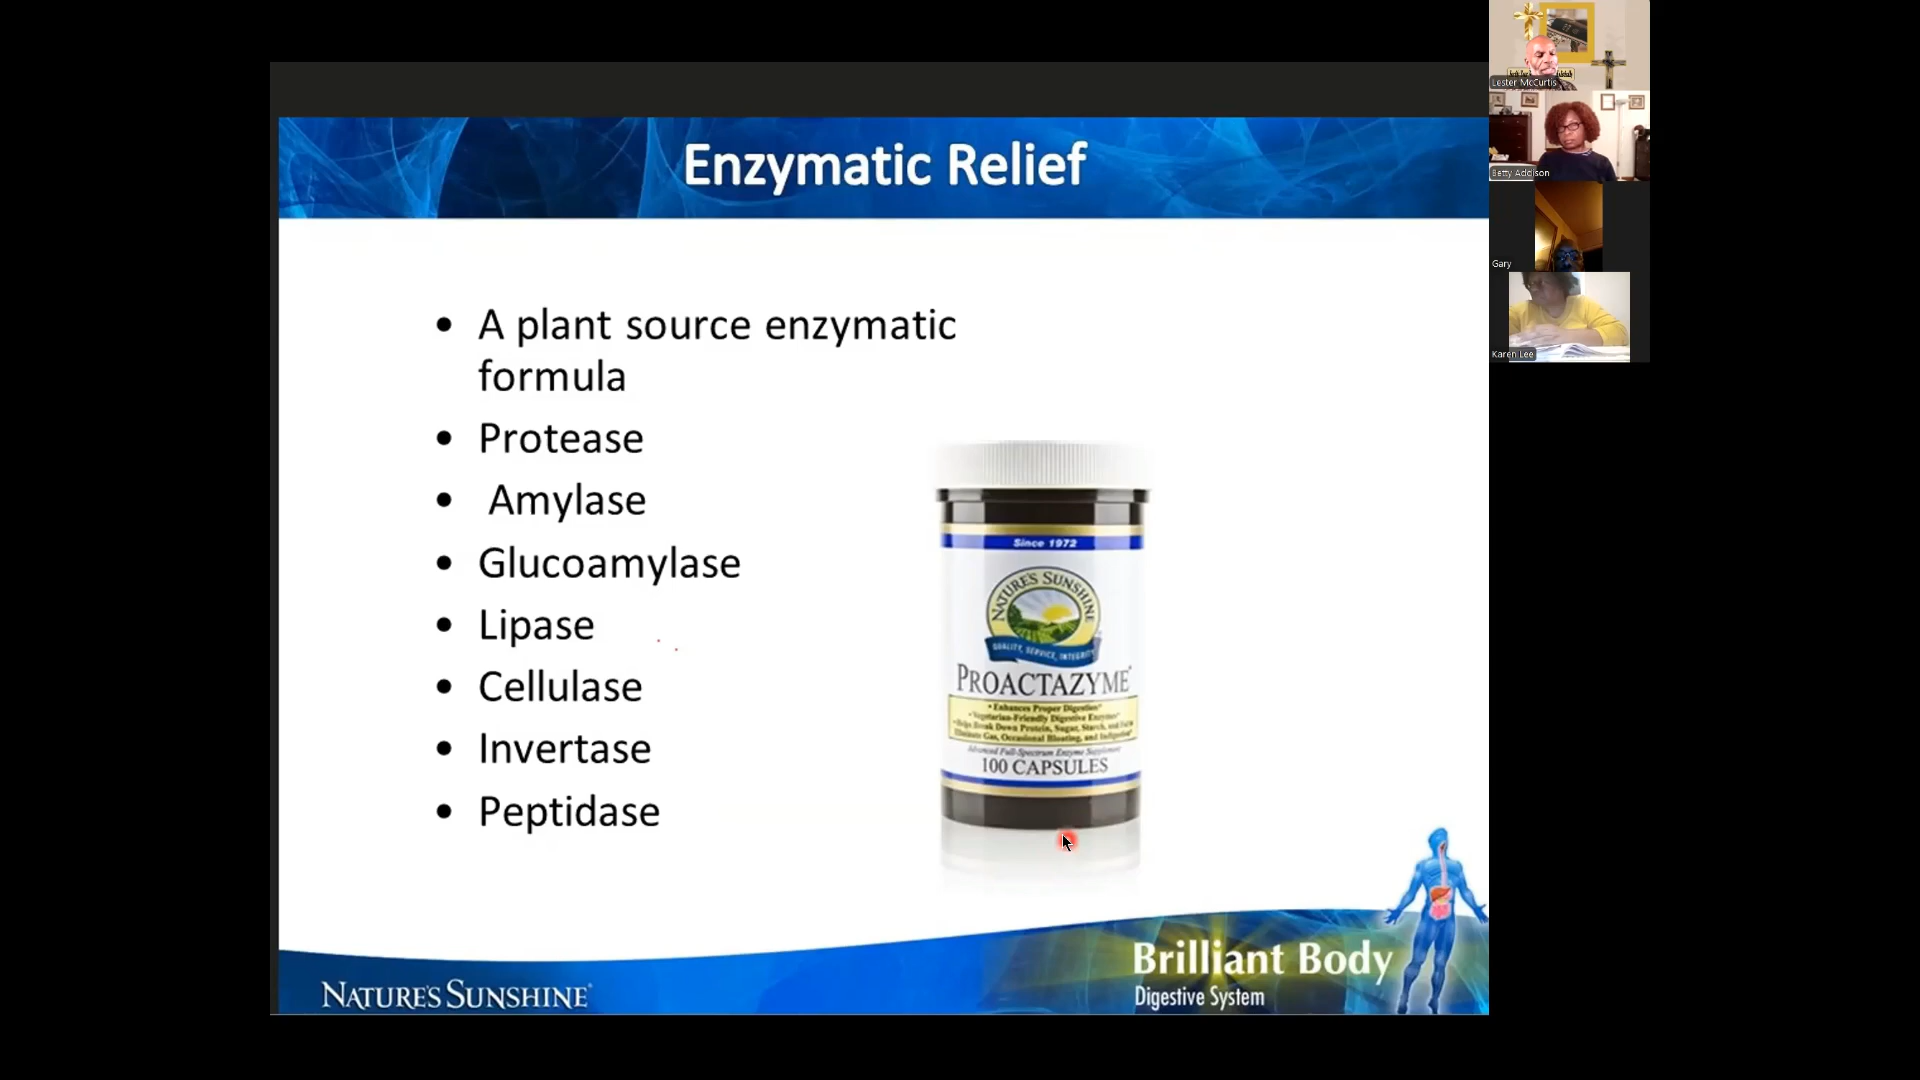 Enzymatic Relief
• A plant source enzymatic
formula
• Protease
• Amylase
• Glucoamylase
• Lipase
• Cellulase
• Invertase
• Peptidase
Since 1972
NATURE'S SUNSHINE
QUALITY, SERVICE, INTEGRITY
PROACTAZYME
• Enhances Proper Digestion*
• Vegetarian-Friendly Digestive Enzymes*
• Helps Break Down Protein, Sugar, Starch, and Fat to
Eliminate Gas, Occasional Bloating, and Indigestion*
Advanced Full-Spectrum Enzyme Supplement
100 CAPSULES
NATURE'S SUNSHINE
Brilliant Body
Digestive System
Lester McCurtis
Betty Addison
Gary
Karen Lee